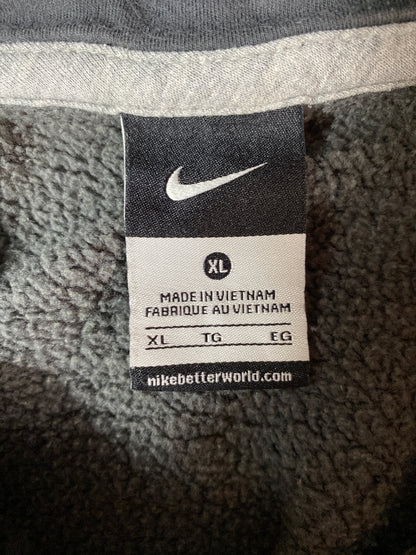 XL
MADE IN VIETNAM
FABRIQUE AU VIETNAM
XL TG EG
nikebetterworld.com